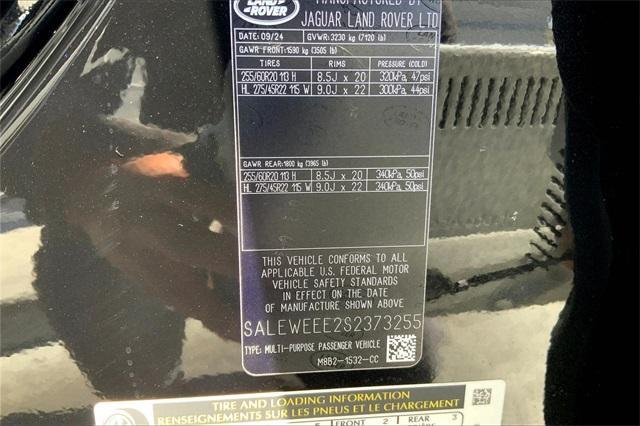 LAND ROVER
MANUFACTURED BY
JAGUAR LAND ROVER LTD
DATE: 09/24 GVWR: 3230 kg (7120 lb)
GAWR FRONT:1590 kg (3505 lb)
TIRES RIMS PRESSURE (COLD)
255/60R20 113 H 8.5J x 20 320kPa, 47psi
HL 275/45R22 115 W 9.0J x 22 300kPa, 44psi
GAWR REAR:1800 kg (3965 lb)
255/60R20 113 H 8.5J x 20 340kPa, 50psi
HL 275/45R22 115 W 9.0J x 22 340kPa, 50psi
THIS VEHICLE CONFORMS TO ALL
APPLICABLE U.S. FEDERAL MOTOR
VEHICLE SAFETY STANDARDS
IN EFFECT ON THE DATE
OF MANUFACTURE SHOWN ABOVE
SALEWEEE2S2373255
TYPE: MULTI-PURPOSE PASSENGER VEHICLE
M8B2-1532-CC
TIRE AND LOADING INFORMATION
RENSEIGNEMENTS SUR LES PNEUS ET LE CHARGEMENT
5 FRONT 2 REAR 3